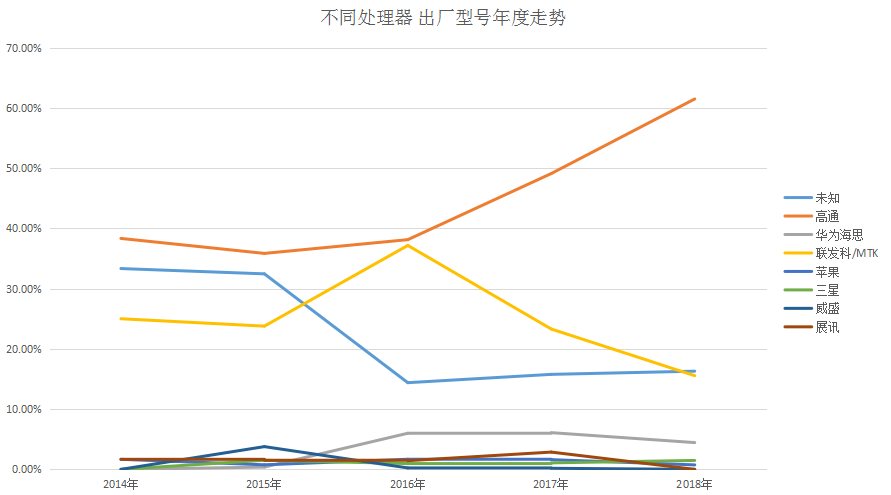 不同处理器 出厂型号年度走势
70.00%
60.00%
50.00%
40.00%
30.00%
20.00%
10.00%
0.00%
2014年
2015年
2016年
2017年
2018年
未知
高通
华为海思
联发科/MTK
苹果
三星
威盛
展讯